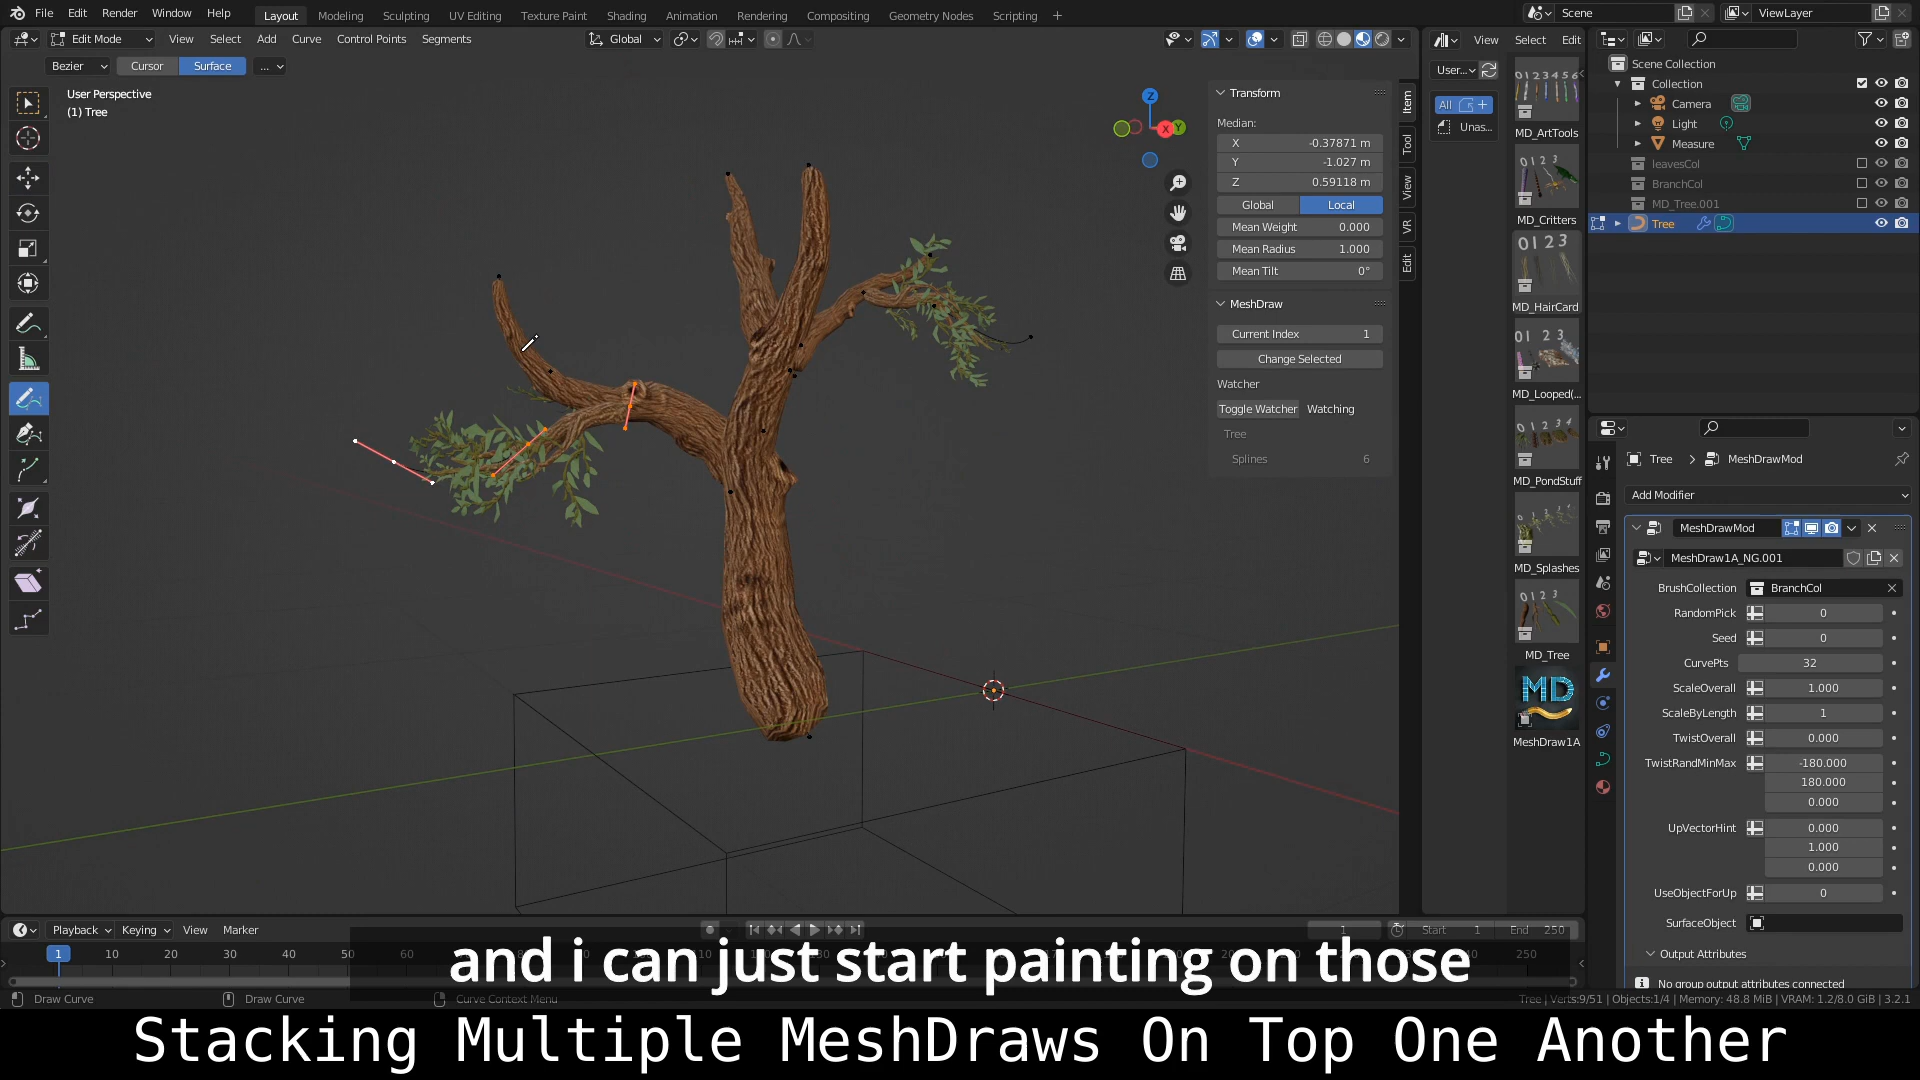 File Edit Render Window Help Layout Modeling Sculpting UV Editing Texture Paint Shading Animation Rendering Compositing Geometry Nodes Scripting + Scene ViewLayer
Edit Mode View Select Add Curve Control Points Segments Global View Select Edit
Bezier Cursor Surface ... User... 
User Perspective
(1) Tree
Transform
Median:
X -0.37871 m
Y -1.027 m
Z 0.59118 m
Global Local
Mean Weight 0.000
Mean Radius 1.000
Mean Tilt 0°
MeshDraw
Current Index 1
Change Selected
Watcher
Toggle Watcher Watching
Tree
Splines 6
Z
X
Y
Item
Tool
View
VR
Edit
All
Unas...
MD_ArtTools
MD_Critters
MD_HairCard
MD_Looped(...
MD_PondStuff
MD_Splashes
MD_Tree
MD
MeshDraw1A
Scene Collection
Collection
Camera
Light
Measure
leavesCol
BranchCol
MD_Tree.001
Tree
Tree MeshDrawMod
Add Modifier
MeshDrawMod
MeshDraw1A_NG.001
BrushCollection BranchCol
RandomPick 0
Seed 0
CurvePts 32
ScaleOverall 1.000
ScaleByLength 1
TwistOverall 0.000
TwistRandMinMax -180.000
180.000
0.000
UpVectorHint 0.000
1.000
0.000
UseObjectForUp 0
SurfaceObject
Output Attributes
No group output attributes connected
Playback Keying View Marker 1 Start 1 End 250
1 10 20 30 40 50 60 250
Draw Curve Draw Curve Curve Context Menu Tree | Verts:9/51 | Objects:1/4 | Memory: 48.8 MiB | VRAM: 1.2/8.0 GiB | 3.2.1
and i can just start painting on those
Stacking Multiple MeshDraws On Top One Another